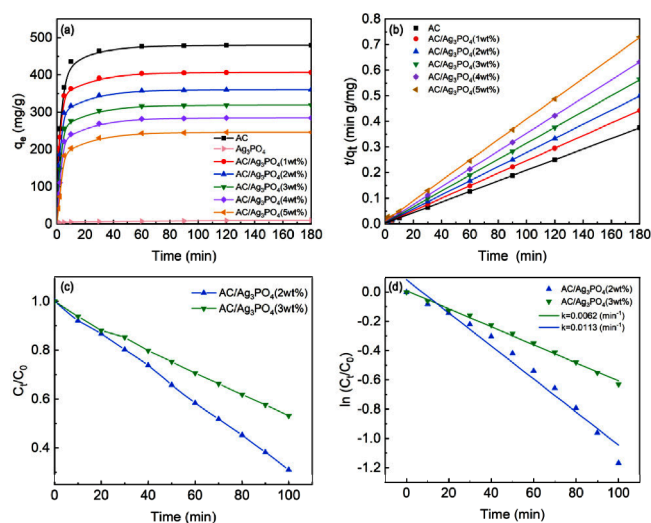 (a)
500
400
300
200
100
0
qe (mg/g)
AC
Ag3PO4
AC/Ag3PO4(1wt%)
AC/Ag3PO4(2wt%)
AC/Ag3PO4(3wt%)
AC/Ag3PO4(4wt%)
AC/Ag3PO4(5wt%)
0 20 40 60 80 100 120 140 160 180
Time (min)
(b)
0.8
0.7
0.6
0.5
0.4
0.3
0.2
0.1
0.0
t/qt (min g/mg)
AC
AC/Ag3PO4(1wt%)
AC/Ag3PO4(2wt%)
AC/Ag3PO4(3wt%)
AC/Ag3PO4(4wt%)
AC/Ag3PO4(5wt%)
0 20 40 60 80 100 120 140 160 180
Time (min)
(c)
1.0
0.8
0.6
0.4
Ct/C0
AC/Ag3PO4(2wt%)
AC/Ag3PO4(3wt%)
0 20 40 60 80 100
Time (min)
(d)
0.0
-0.2
-0.4
-0.6
-0.8
-1.0
-1.2
ln (Ct/C0)
AC/Ag3PO4(2wt%)
AC/Ag3PO4(3wt%)
k=0.0062 (min-1)
k=0.0113 (min-1)
0 20 40 60 80 100
Time (min)